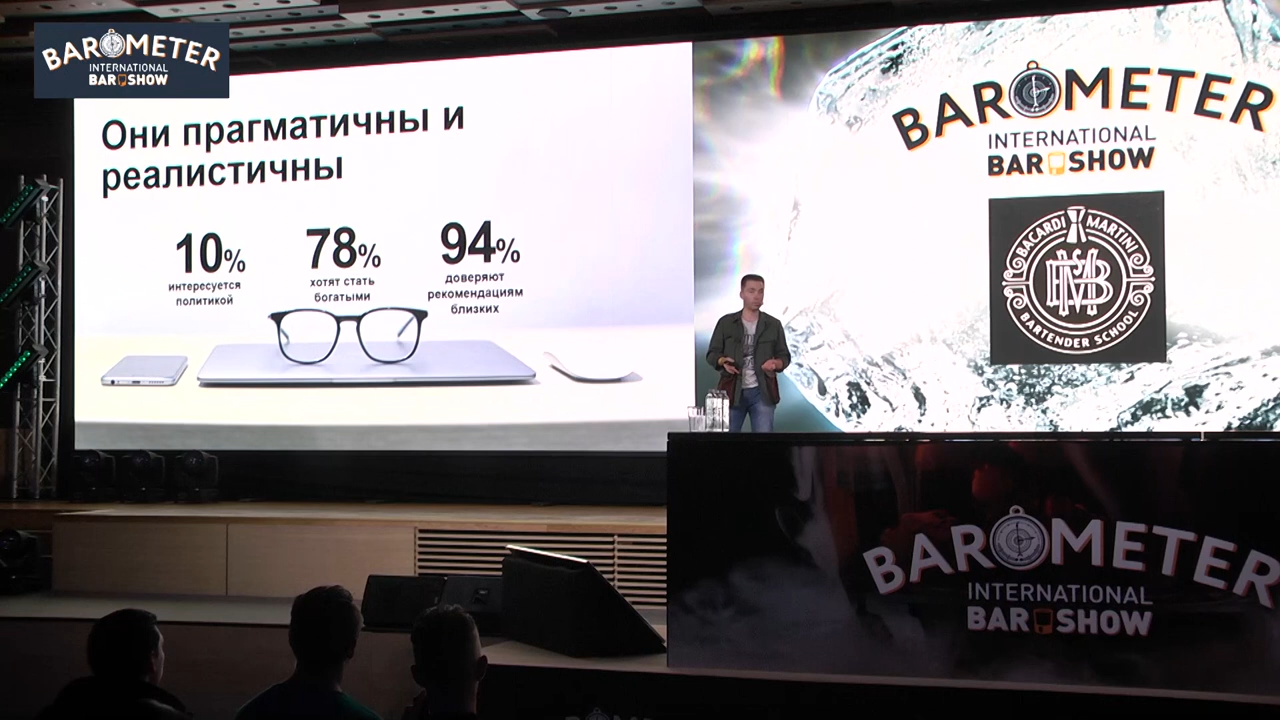 BAROMETER
INTERNATIONAL
BAR SHOW
Они прагматичны и
реалистичны
10%
интересуется
политикой
78%
хотят стать
богатыми
94%
доверяют
рекомендациям
близких
BAROMETER
INTERNATIONAL
BAR SHOW
BACARDI MARTINI
BMB
BARTENDER SCHOOL
BAROMETER
INTERNATIONAL
BAR SHOW